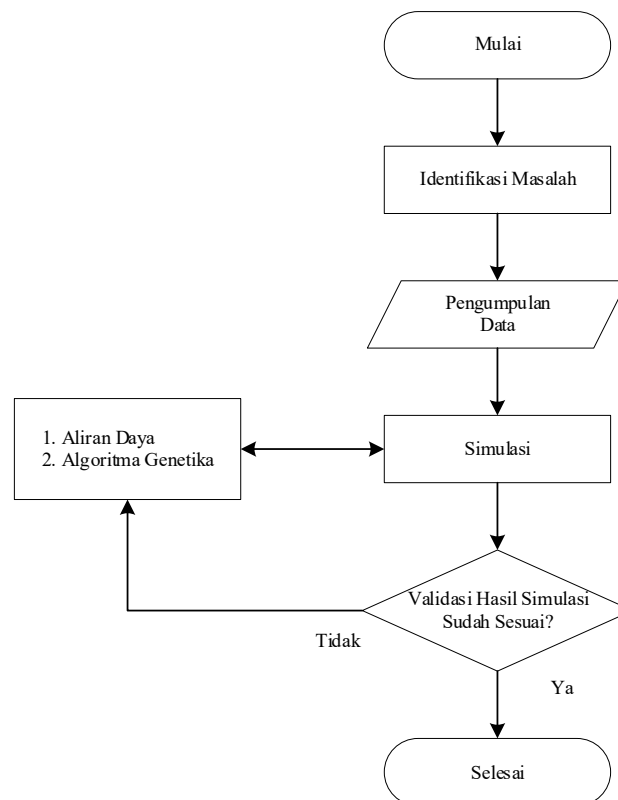 Mulai
Identifikasi Masalah
Pengumpulan
Data
1. Aliran Daya
2. Algoritma Genetika
Simulasi
Validasi Hasil Simulasi
Sudah Sesuai?
Tidak
Ya
Selesai